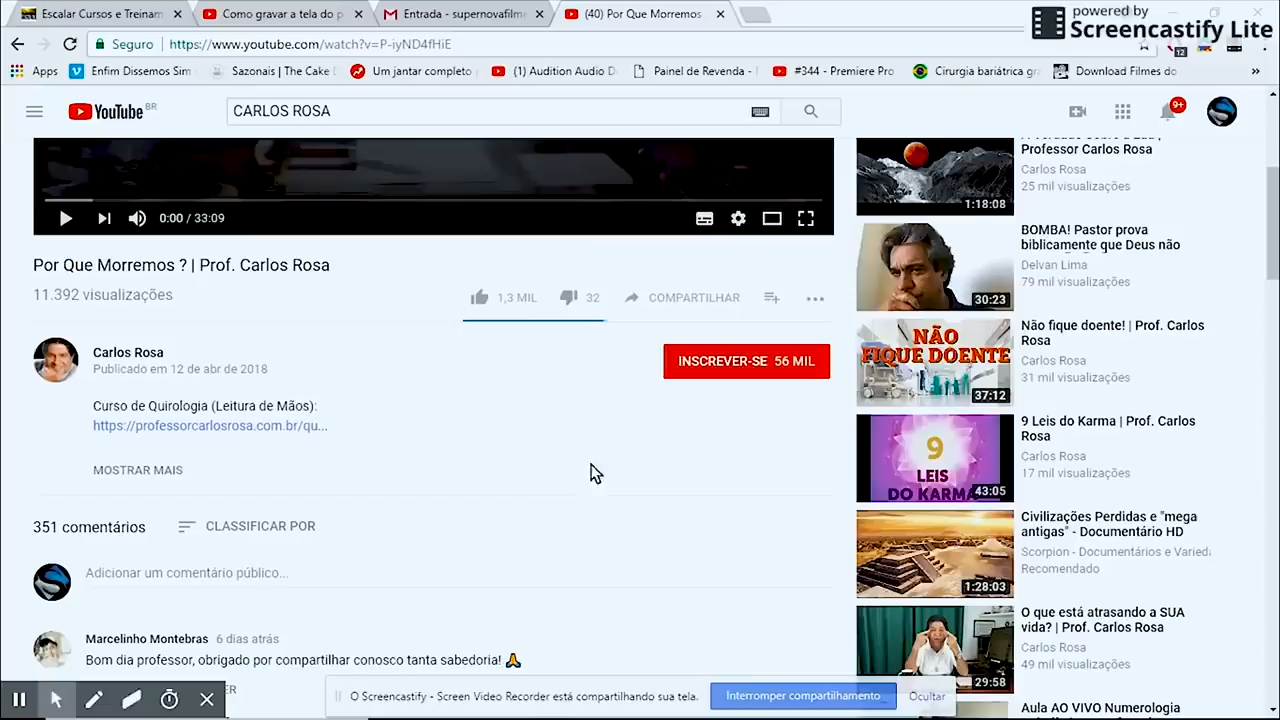 powered by
Screencastify Lite
Escalar Cursos e Treinam
Como gravar a tela do c
Entrada - supernovafilm
(40) Por Que Morremos
Seguro
https://www.youtube.com/watch?v=P-iyND4fHiE
12
Apps
Enfim Dissemos Sim
Sazonais | The Cake
Um jantar completo
(1) Audition Audio D
Painel de Revenda -
#344 - Premiere Pro
Cirurgia bariátrica gr
Download Filmes do
»
YouTube BR
CARLOS ROSA
9+
0:00 / 33:09
Por Que Morremos ? | Prof. Carlos Rosa
11.392 visualizações
1,3 MIL
32
COMPARTILHAR
Carlos Rosa
Publicado em 12 de abr de 2018
INSCREVER-SE 56 MIL
Curso de Quirologia (Leitura de Mãos):
https://professorcarlosrosa.com.br/qu...
MOSTRAR MAIS
351 comentários
CLASSIFICAR POR
Adicionar um comentário público...
Marcelinho Montebras 6 dias atrás
Bom dia professor, obrigado por compartilhar conosco tanta sabedoria! 🙏
O Screencastify - Screen Video Recorder está compartilhando sua tela.
Interromper compartilhamento
Ocultar
Professor Carlos Rosa
Carlos Rosa
25 mil visualizações
1:18:08
BOMBA! Pastor prova
biblicamente que Deus não
Delvan Lima
79 mil visualizações
30:23
NÃO
FIQUE DOENTE
37:12
Não fique doente! | Prof. Carlos
Rosa
Carlos Rosa
31 mil visualizações
9
LEIS
DO KARMA
43:05
9 Leis do Karma | Prof. Carlos
Rosa
Carlos Rosa
17 mil visualizações
Civilizações Perdidas e "mega
antigas" - Documentário HD
Scorpion - Documentários e Varied
Recomendado
1:28:03
O que está atrasando a SUA
vida? | Prof. Carlos Rosa
Carlos Rosa
49 mil visualizações
29:58
Aula AO VIVO Numerologia